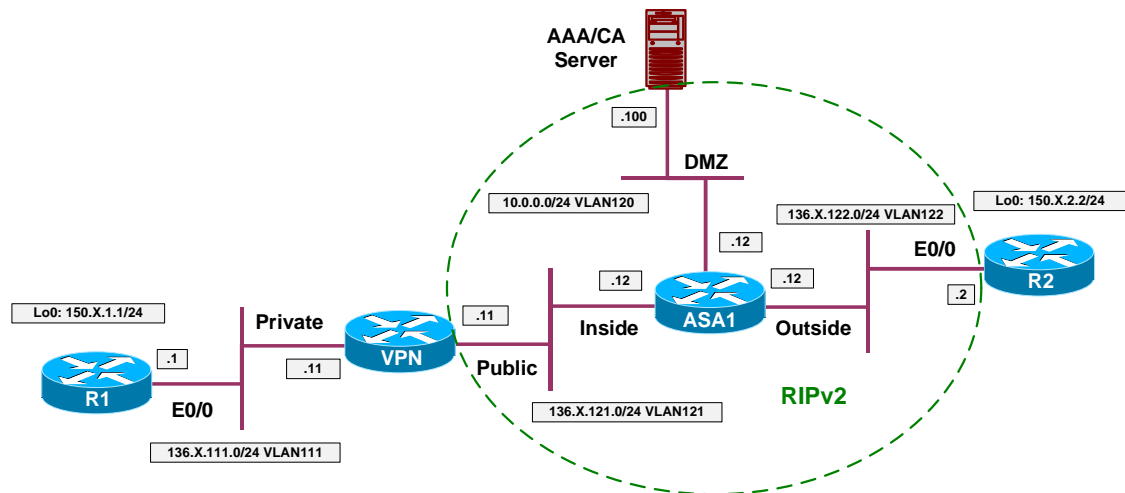 AAA/CA
Server
.100
DMZ
10.0.0.0/24 VLAN120
Lo0: 150.X.2.2/24
136.X.122.0/24 VLAN122
.12
E0/0
.12
.12
R2
.2
Lo0: 150.X.1.1/24
Private
.11
Inside
ASA1
Outside
.1
VPN
Public
.11
R1
RIPv2
E0/0
136.X.121.0/24 VLAN121
136.X.111.0/24 VLAN111